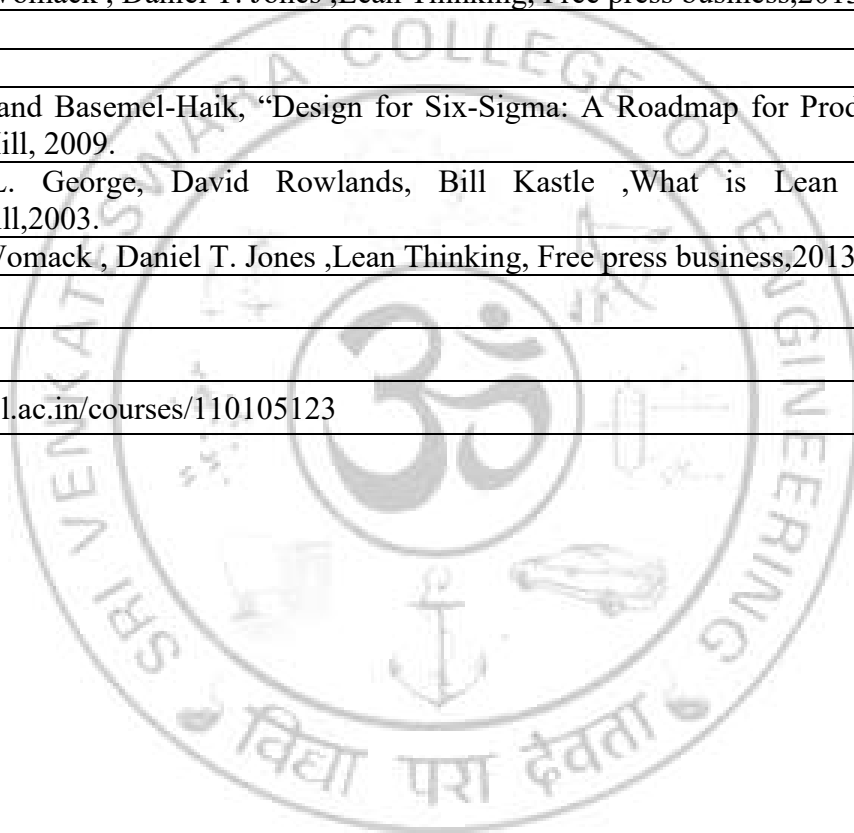 Womack , Daniel T. Jones ,Lean Thinking, Free press business,2013
and Basemel-Haik, “Design for Six-Sigma: A Roadmap for Prod
ill, 2009.
L. George, David Rowlands, Bill Kastle ,What is Lean
ll,2003.
Womack , Daniel T. Jones ,Lean Thinking, Free press business,2013
l.ac.in/courses/110105123
SRI VENKATESWARA COLLEGE OF ENGINEERING
ॐ
विद्या परा देवता